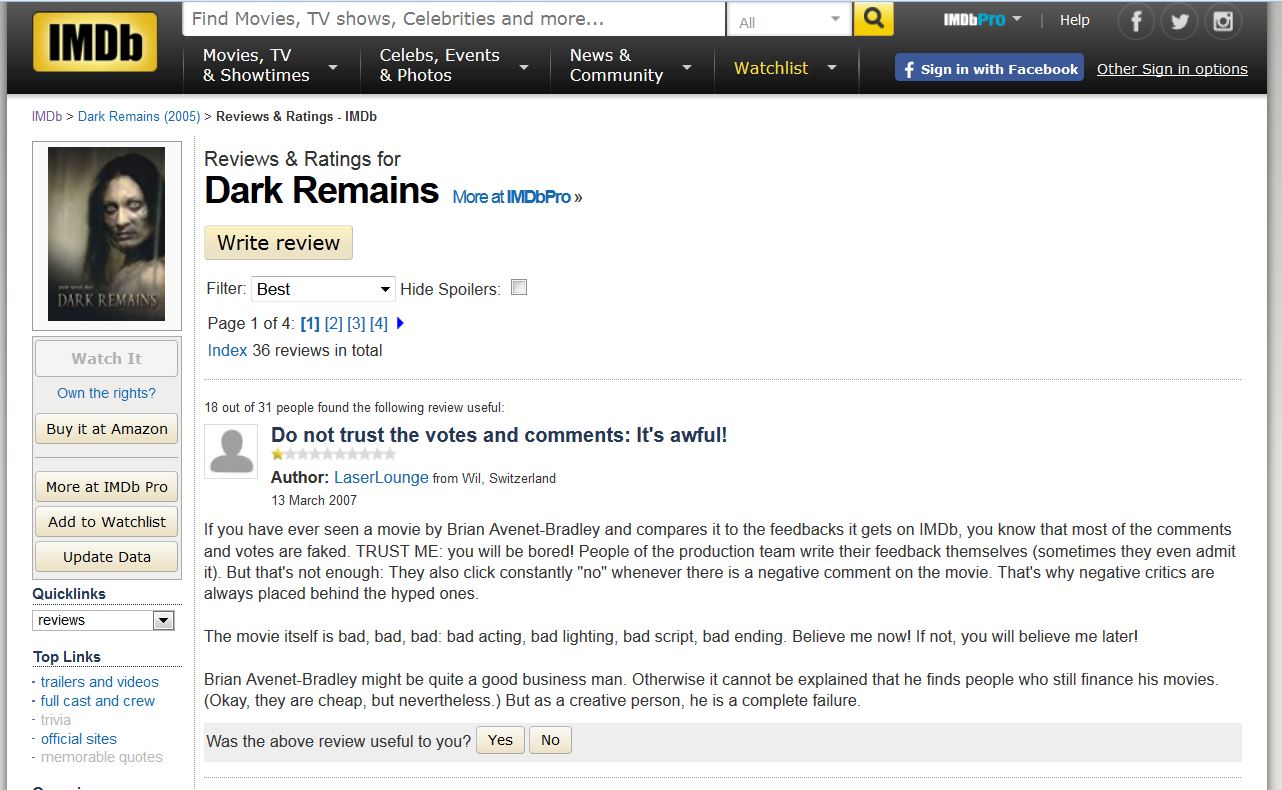 IMDb
Find Movies, TV shows, Celebrities and more...
All
IMDbPro
Help
Movies, TV
& Showtimes
Celebs, Events
& Photos
News &
Community
Watchlist
Sign in with Facebook
Other Sign in options
IMDb > Dark Remains (2005) > Reviews & Ratings - IMDb
DARK REMAINS
Watch It
Own the rights?
Buy it at Amazon
More at IMDb Pro
Add to Watchlist
Update Data
Quicklinks
reviews
Top Links
- trailers and videos
- full cast and crew
- trivia
- official sites
- memorable quotes
Reviews & Ratings for
Dark Remains More at IMDbPro »
Write review
Filter: Best Hide Spoilers:
Page 1 of 4: [1] [2] [3] [4]
Index 36 reviews in total
18 out of 31 people found the following review useful:
Do not trust the votes and comments: It's awful!
Author: LaserLounge from Wil, Switzerland
13 March 2007
If you have ever seen a movie by Brian Avenet-Bradley and compares it to the feedbacks it gets on IMDb, you know that most of the comments
and votes are faked. TRUST ME: you will be bored! People of the production team write their feedback themselves (sometimes they even admit
it). But that's not enough: They also click constantly "no" whenever there is a negative comment on the movie. That's why negative critics are
always placed behind the hyped ones.
The movie itself is bad, bad, bad: bad acting, bad lighting, bad script, bad ending. Believe me now! If not, you will believe me later!
Brian Avenet-Bradley might be quite a good business man. Otherwise it cannot be explained that he finds people who still finance his movies.
(Okay, they are cheap, but nevertheless.) But as a creative person, he is a complete failure.
Was the above review useful to you? Yes No